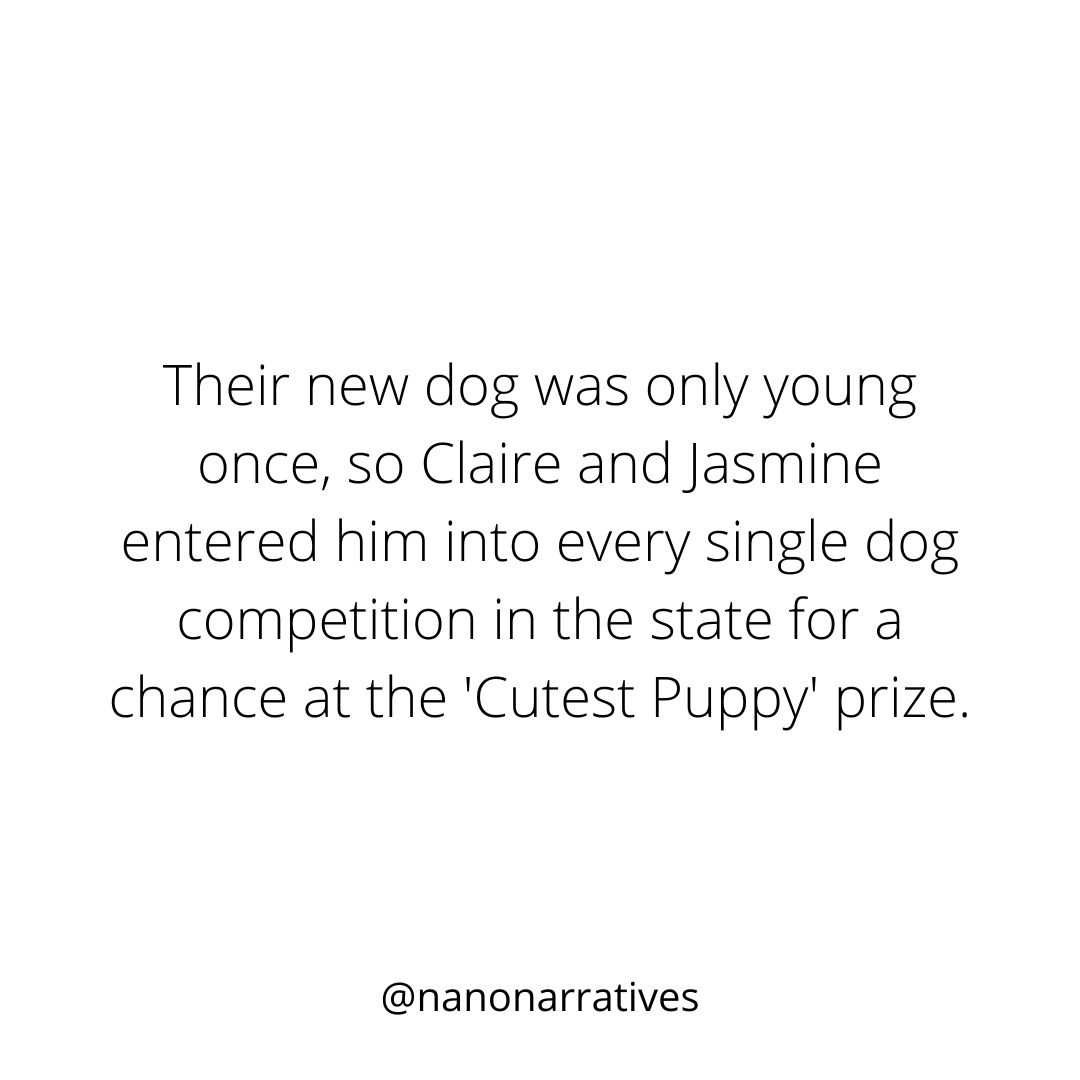 Their new dog was only young
once, so Claire and Jasmine
entered him into every single dog
competition in the state for a
chance at the 'Cutest Puppy' prize.
@nanonarratives